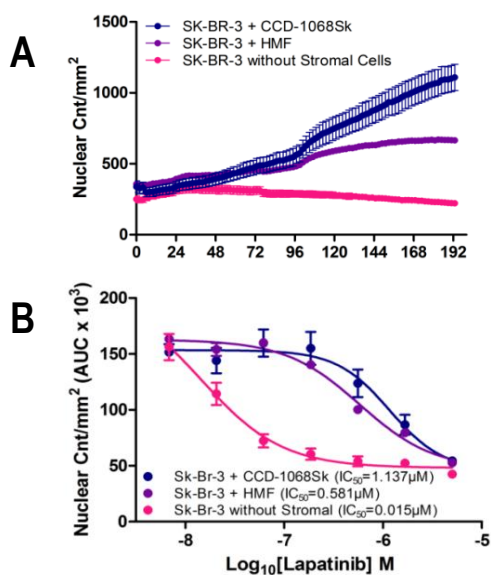 A
SK-BR-3 + CCD-1068Sk
SK-BR-3 + HMF
SK-BR-3 without Stromal Cells
Nuclear Cnt/mm²
1500
1000
500
0
0 24 48 72 96 120 144 168 192
B
Nuclear Cnt/mm² (AUC x 10³)
200
150
100
50
0
Sk-Br-3 + CCD-1068Sk (IC₅₀=1.137µM)
Sk-Br-3 + HMF (IC₅₀=0.581µM)
Sk-Br-3 without Stromal (IC₅₀=0.015µM)
-8 -7 -6
Log₁₀[Lapatinib] M